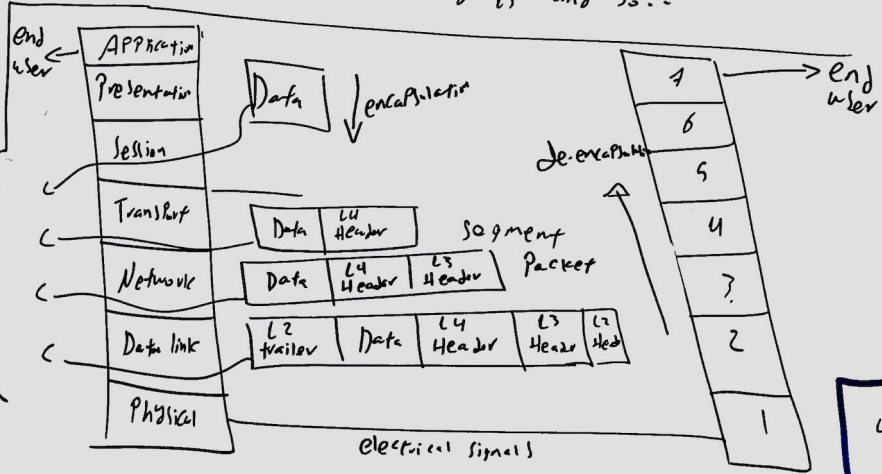 end
user
Application
Presentation
Session
Transport
Network
Data link
Physical
Data
encapsulation
Data
L4
Header
Segment
Data
L4
Header
L3
Header
Packet
L2
trailer
Data
L4
Header
L3
Header
L2
Head
electrical signals
de-encapsulation
7
6
5
4
3
2
1
end
user